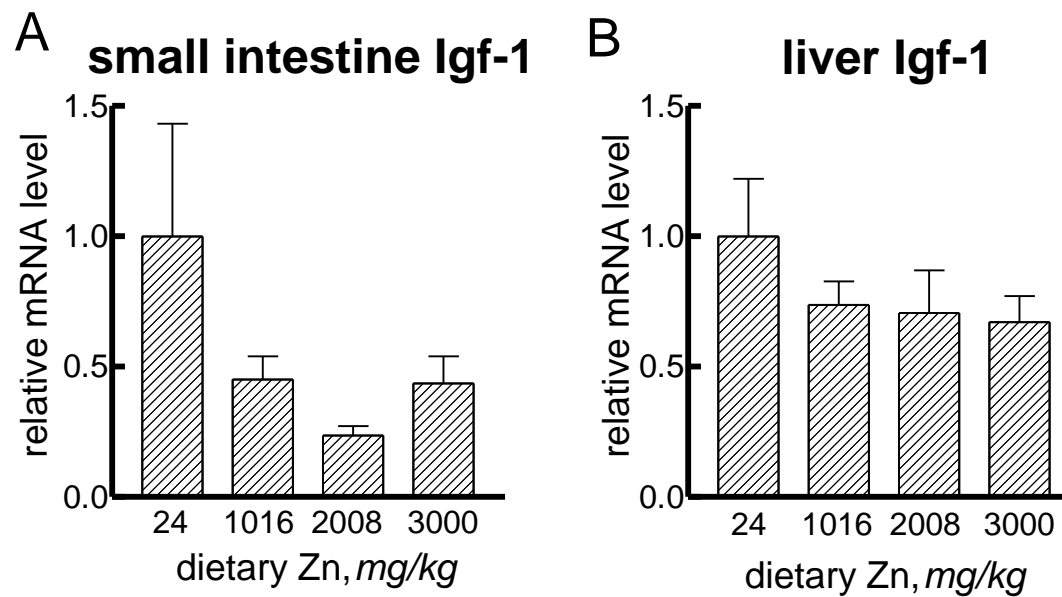 A
small intestine Igf-1
relative mRNA level
1.5
1.0
0.5
0.0
24 1016 2008 3000
dietary Zn, mg/kg
B
liver Igf-1
relative mRNA level
1.5
1.0
0.5
0.0
24 1016 2008 3000
dietary Zn, mg/kg